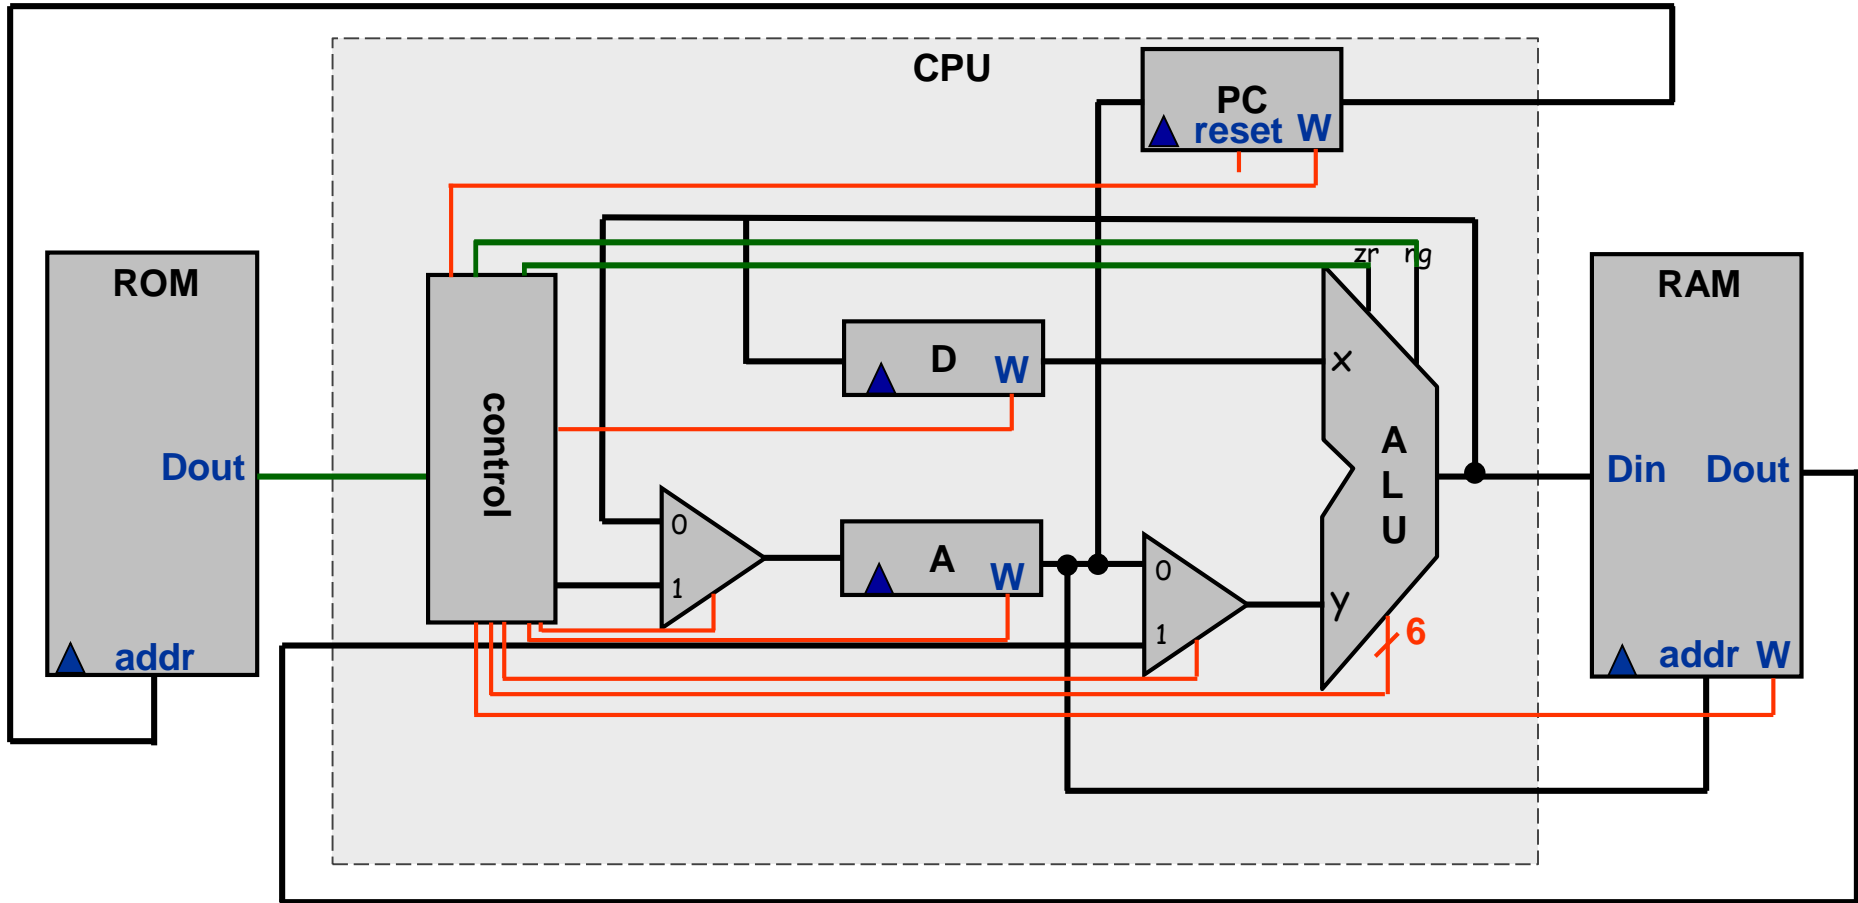 CPU
PC
reset W
zr ng
ROM
RAM
D W
x
control
A
L
U
Dout
Din Dout
0
1
A W
0
1
y
6
addr
addr W